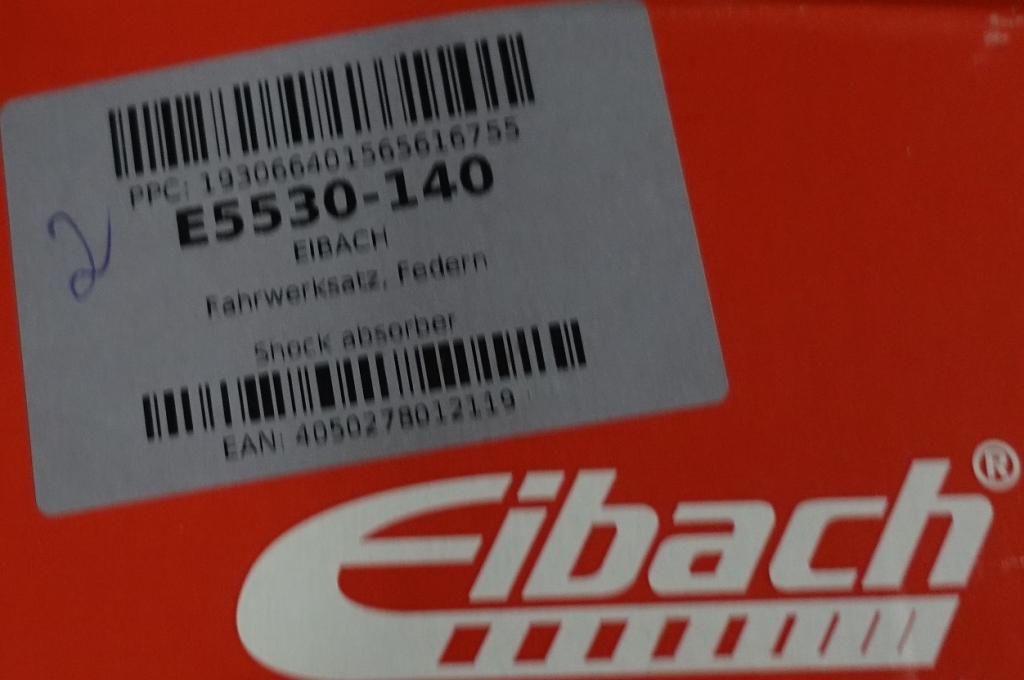 PPC: 193066401565616755
E5530-140
EIBACH
Fahrwerksatz, Federn
Shock absorber
EAN: 4050278012119
2
Eibach®